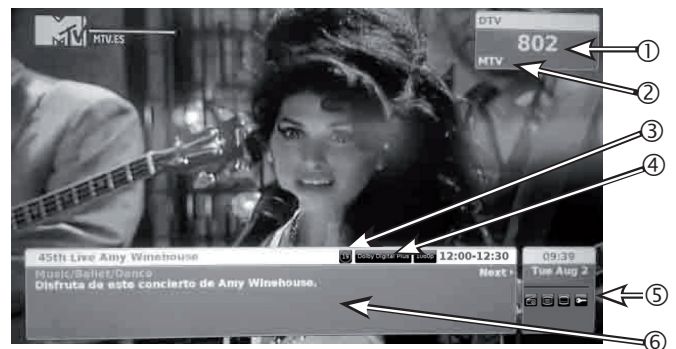 MTV MTV.ES
DTV
802
MTV
①
②
③
④
45th Live Amy Winehouse 18 Dolby Digital Plus 1080p 12:00-12:30
09:39
Music/Ballet/Dance Next
Tue Aug 2
Disfruta de este concierto de Amy Winehouse.
⑤
⑥